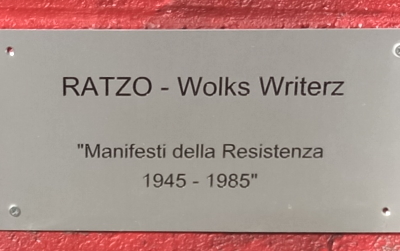 RATZO - Wolks Writerz
"Manifesti della Resistenza
1945 - 1985"